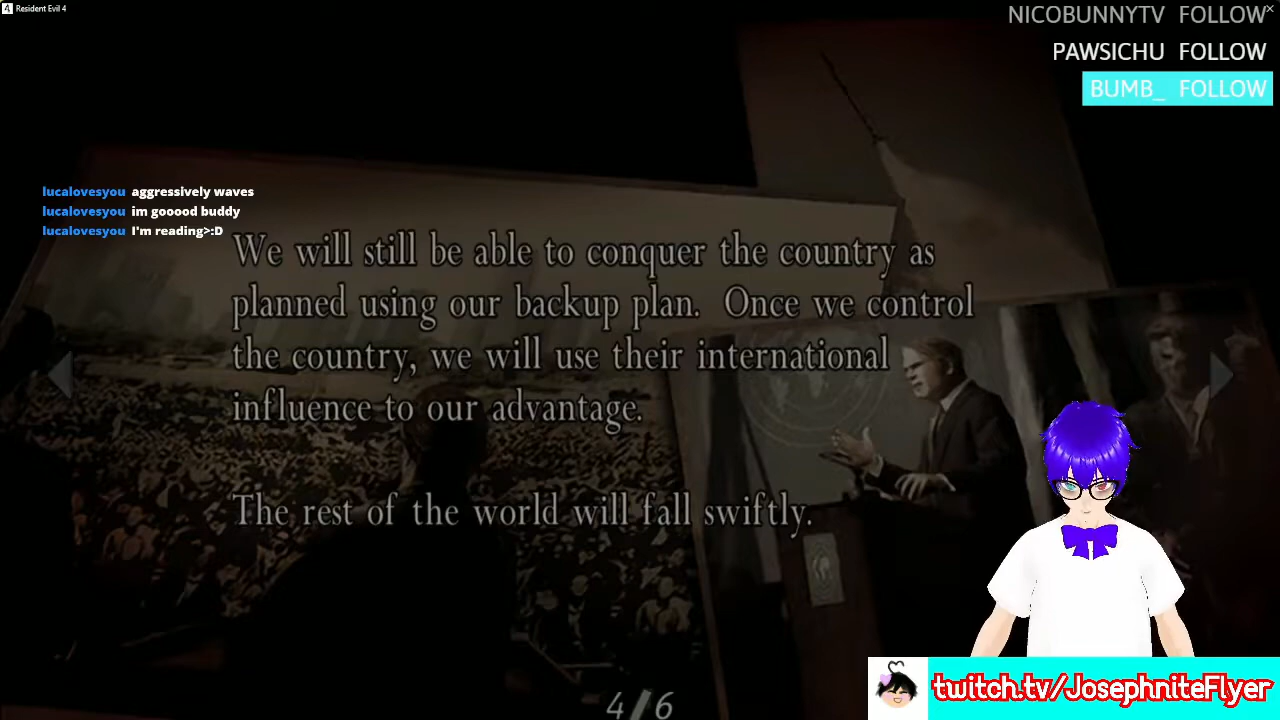 Resident Evil 4
NICOBUNNYTV FOLLOW
PAWSICHU FOLLOW
BUMB_ FOLLOW
lucalovesyou aggressively waves
lucalovesyou im gooood buddy
lucalovesyou I'm reading>:D
We will still be able to conquer the country as
planned using our backup plan. Once we control
the country, we will use their international
influence to our advantage.
The rest of the world will fall swiftly.
4/6
twitch.tv/JosephniteFlyer